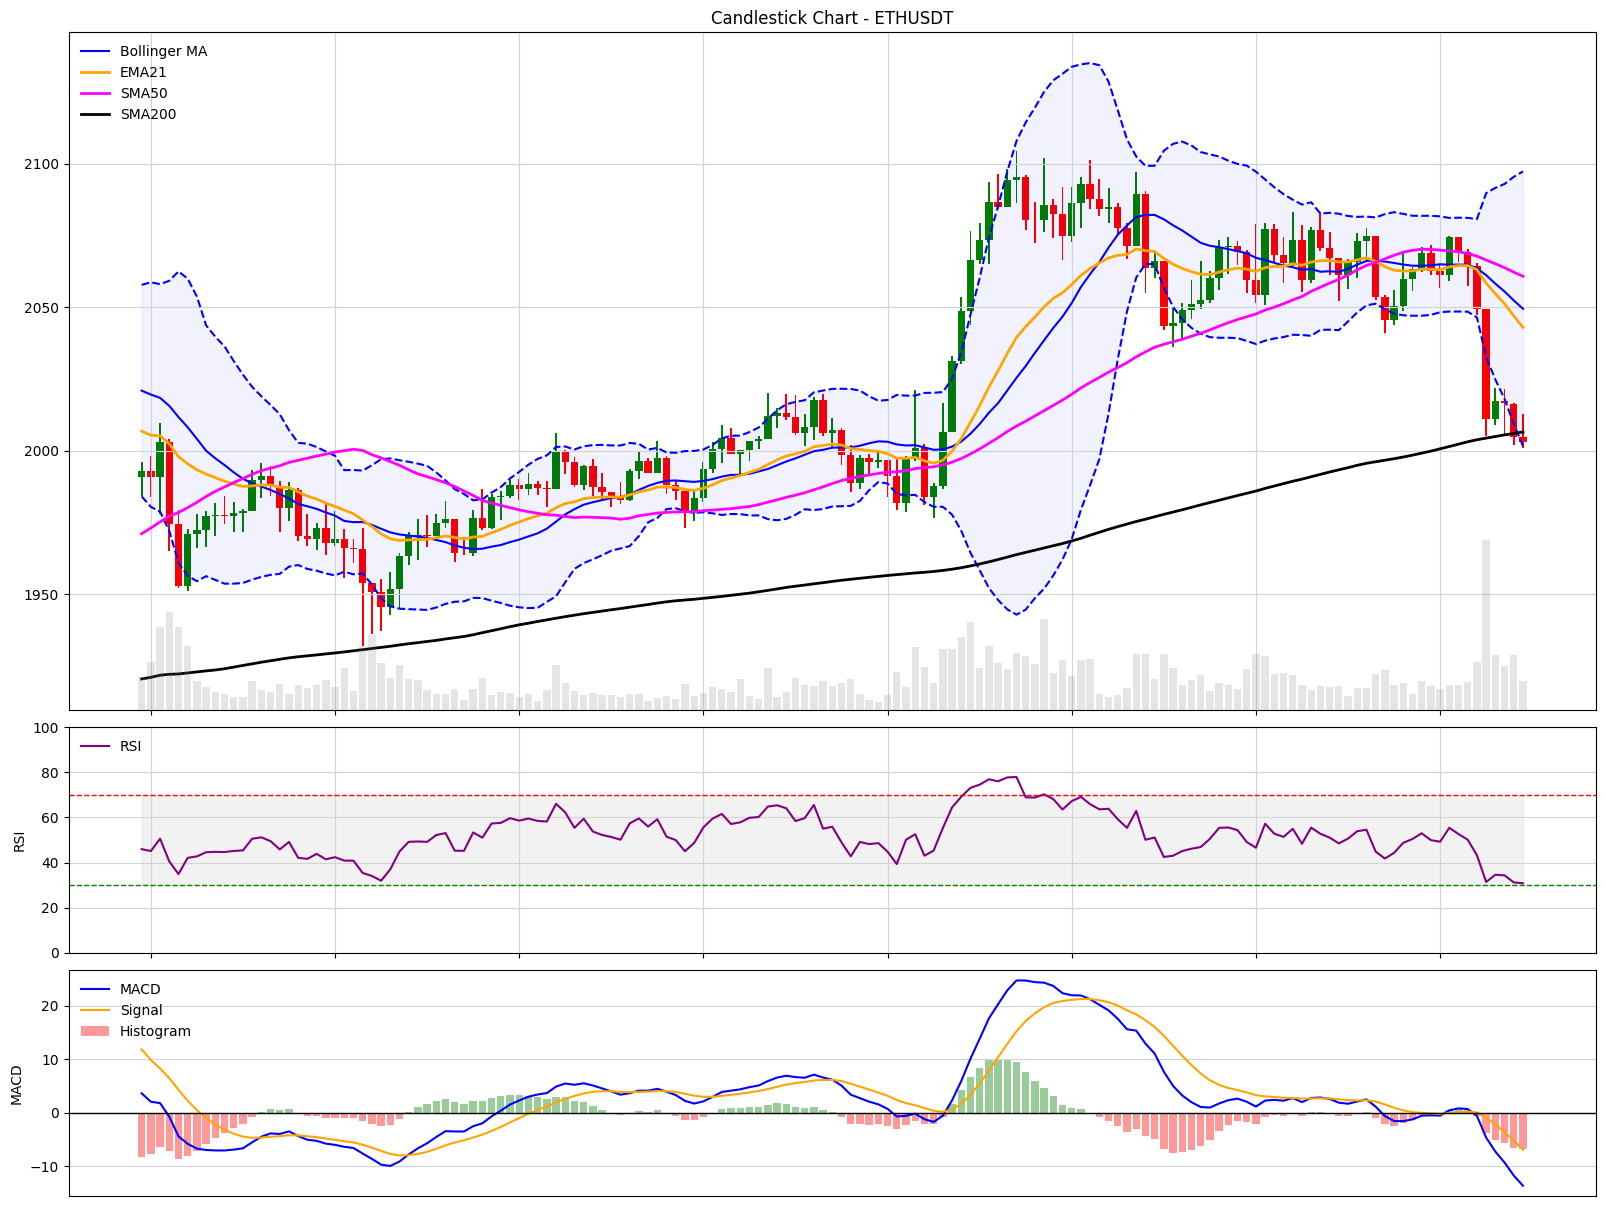 Candlestick Chart - ETHUSDT
Bollinger MA
EMA21
SMA50
SMA200
2100
2050
2000
1950
100
80
60
40
20
0
RSI
RSI
20
10
0
−10
MACD
MACD
Signal
Histogram